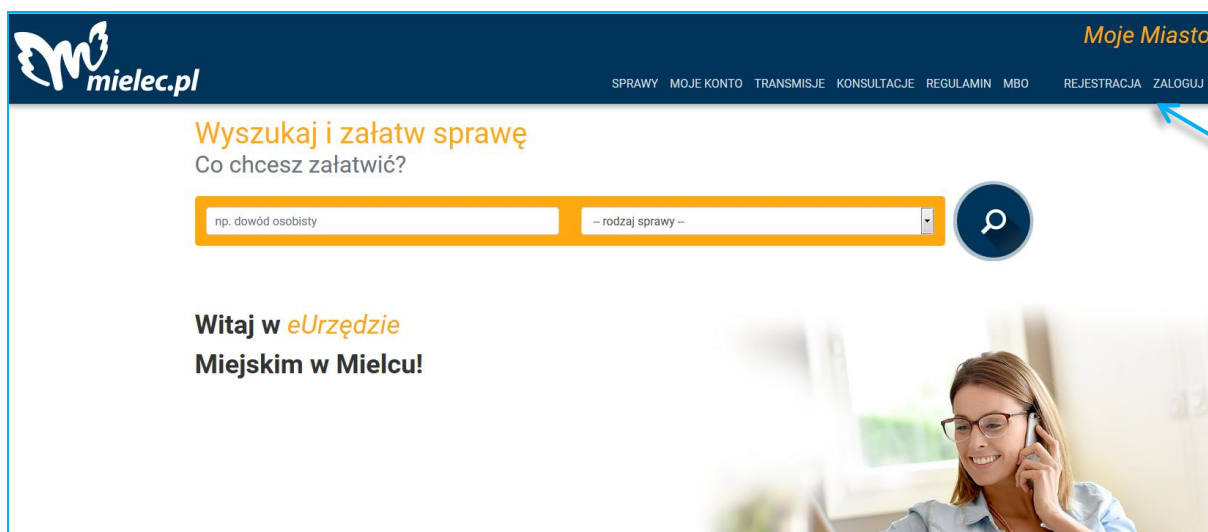 Moje Miasto
mielec.pl
SPRAWY MOJE KONTO TRANSMISJE KONSULTACJE REGULAMIN MBO REJESTRACJA ZALOGUJ
Wyszukaj i załatw sprawę
Co chcesz załatwić?
np. dowód osobisty
-- rodzaj sprawy --
Witaj w eUrzędzie
Miejskim w Mielcu!